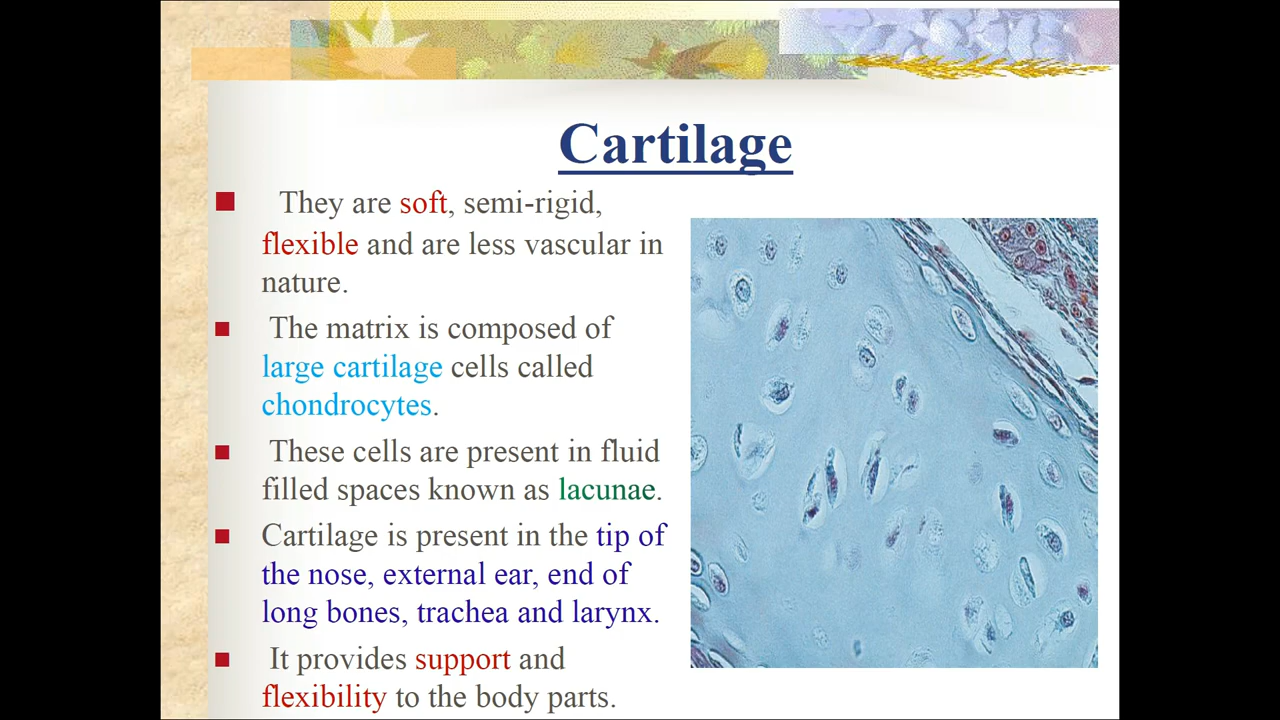 Cartilage
They are soft, semi-rigid,
flexible and are less vascular in
nature.
The matrix is composed of
large cartilage cells called
chondrocytes.
These cells are present in fluid
filled spaces known as lacunae.
Cartilage is present in the tip of
the nose, external ear, end of
long bones, trachea and larynx.
It provides support and
flexibility to the body parts.